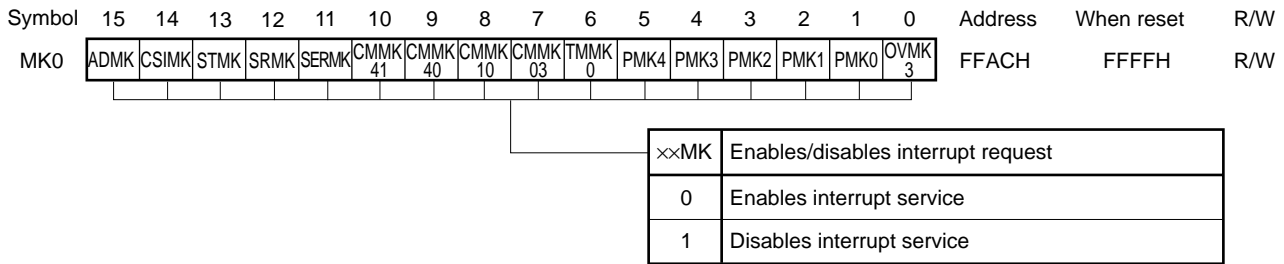 Symbol 15 14 13 12 11 10 9 8 7 6 5 4 3 2 1 0 Address When reset R/W
MK0 ADMK CSIMK STMK SRMK SERMK CMMK41 CMMK40 CMMK10 CMMK03 TMMK0 PMK4 PMK3 PMK2 PMK1 PMK0 OVMK3 FFACH FFFFH R/W
××MK Enables/disables interrupt request
0 Enables interrupt service
1 Disables interrupt service